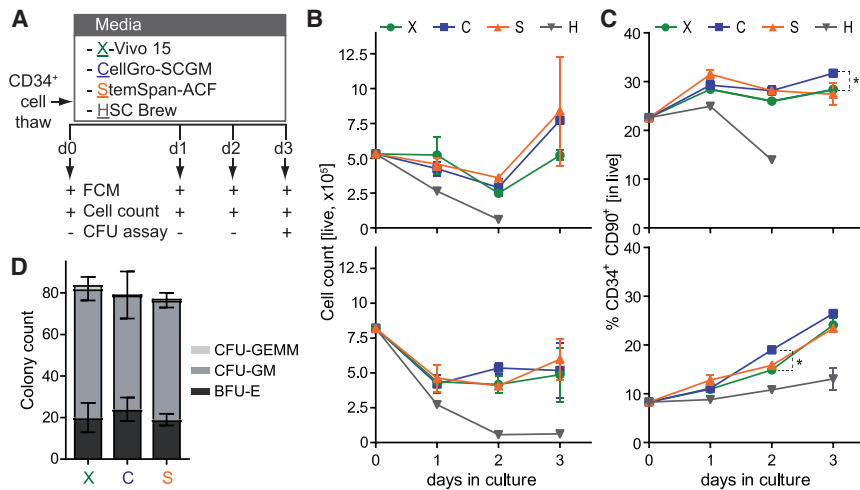 A
Media
- X-Vivo 15
- CellGro-SCGM
- StemSpan-ACF
- HSC Brew
CD34+
cell
thaw
d0 d1 d2 d3
+ FCM + + +
+ Cell count + + +
- CFU assay - - +
B
X C S H
Cell count [live, x10⁵]
12.5
10.0
7.5
5.0
2.5
0
12.5
10.0
7.5
5.0
2.5
0
0 1 2 3
days in culture
C
X C S H
% CD34+ CD90+ [in live]
40
30
20
10
0
*
40
30
20
10
0
*
0 1 2 3
days in culture
D
Colony count
80
60
40
20
0
X C S
CFU-GEMM
CFU-GM
BFU-E